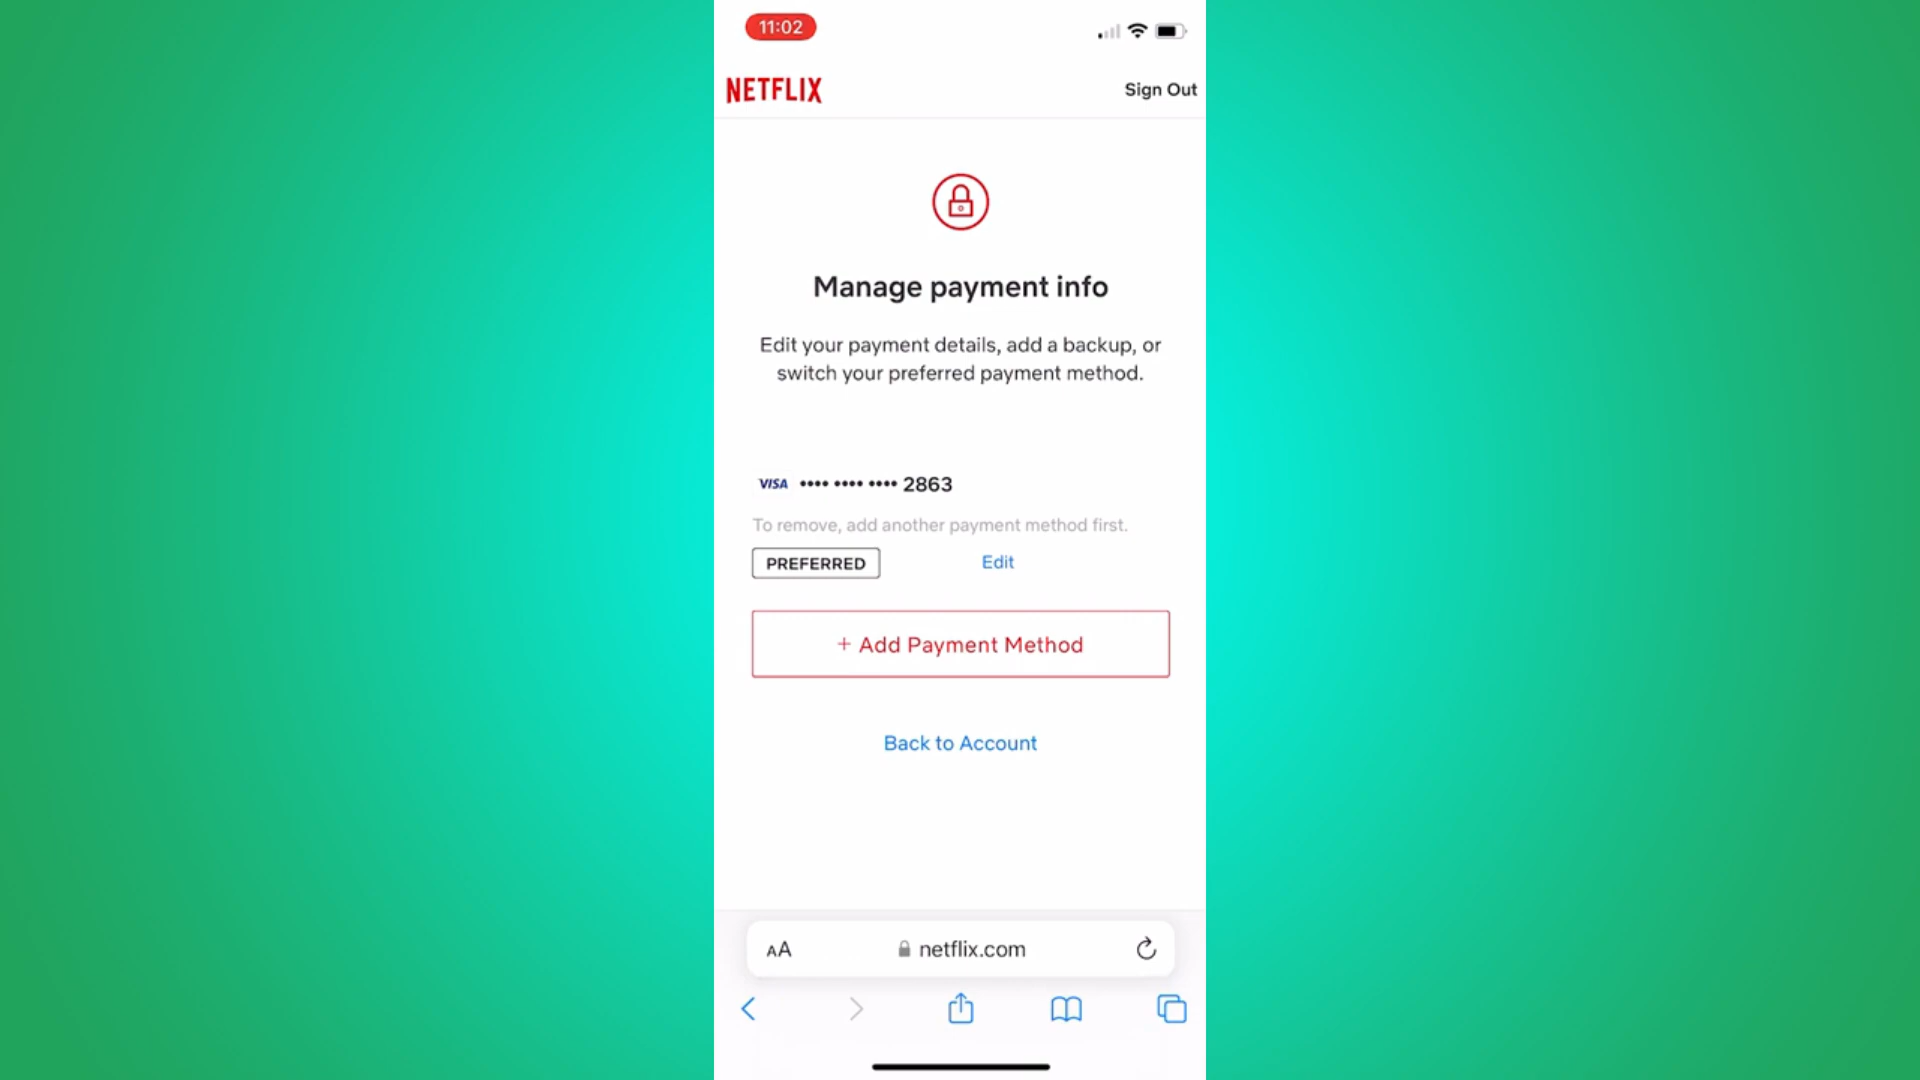 11:02
NETFLIX
Sign Out
Manage payment info
Edit your payment details, add a backup, or
switch your preferred payment method.
VISA •••• •••• •••• 2863
To remove, add another payment method first.
PREFERRED
Edit
+ Add Payment Method
Back to Account
AA
netflix.com